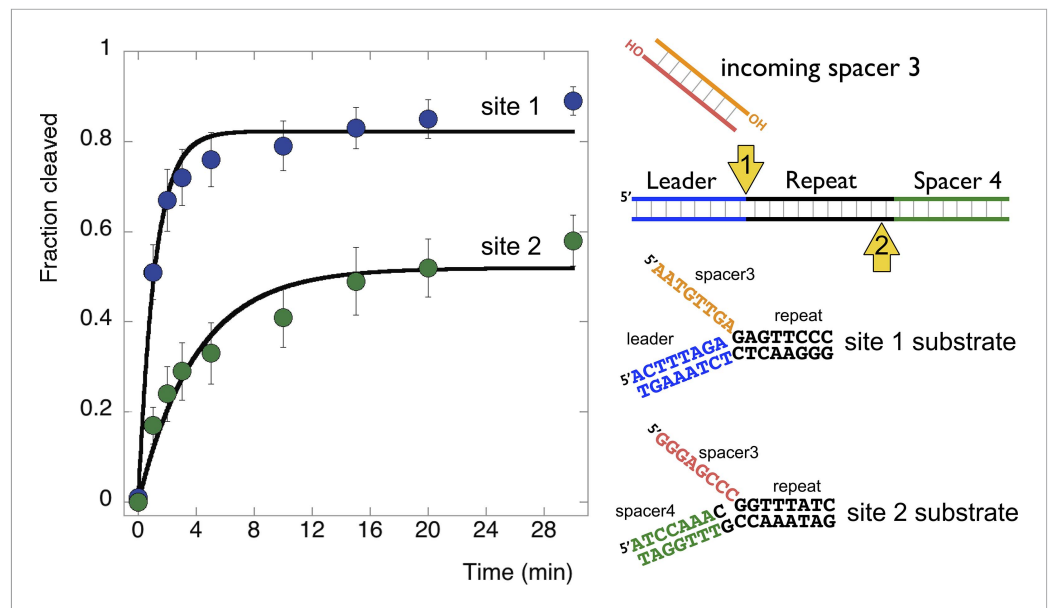 1
0.8
0.6
0.4
0.2
0
Fraction cleaved
site 1
site 2
0 4 8 12 16 20 24 28
Time (min)
HO
OH
incoming spacer 3
1
Leader Repeat Spacer 4
5'
2
5'AATGTTGA
spacer3
repeat
GAGTTCCC
CTCAAGGG
leader
5'ACTTTAGA
TGAAATCT
site 1 substrate
5'GGGAGCCC
spacer3
repeat
GGTTTATC
GCCAAATAG
spacer4
5'ATCCAAAC
TAGGTTT
site 2 substrate